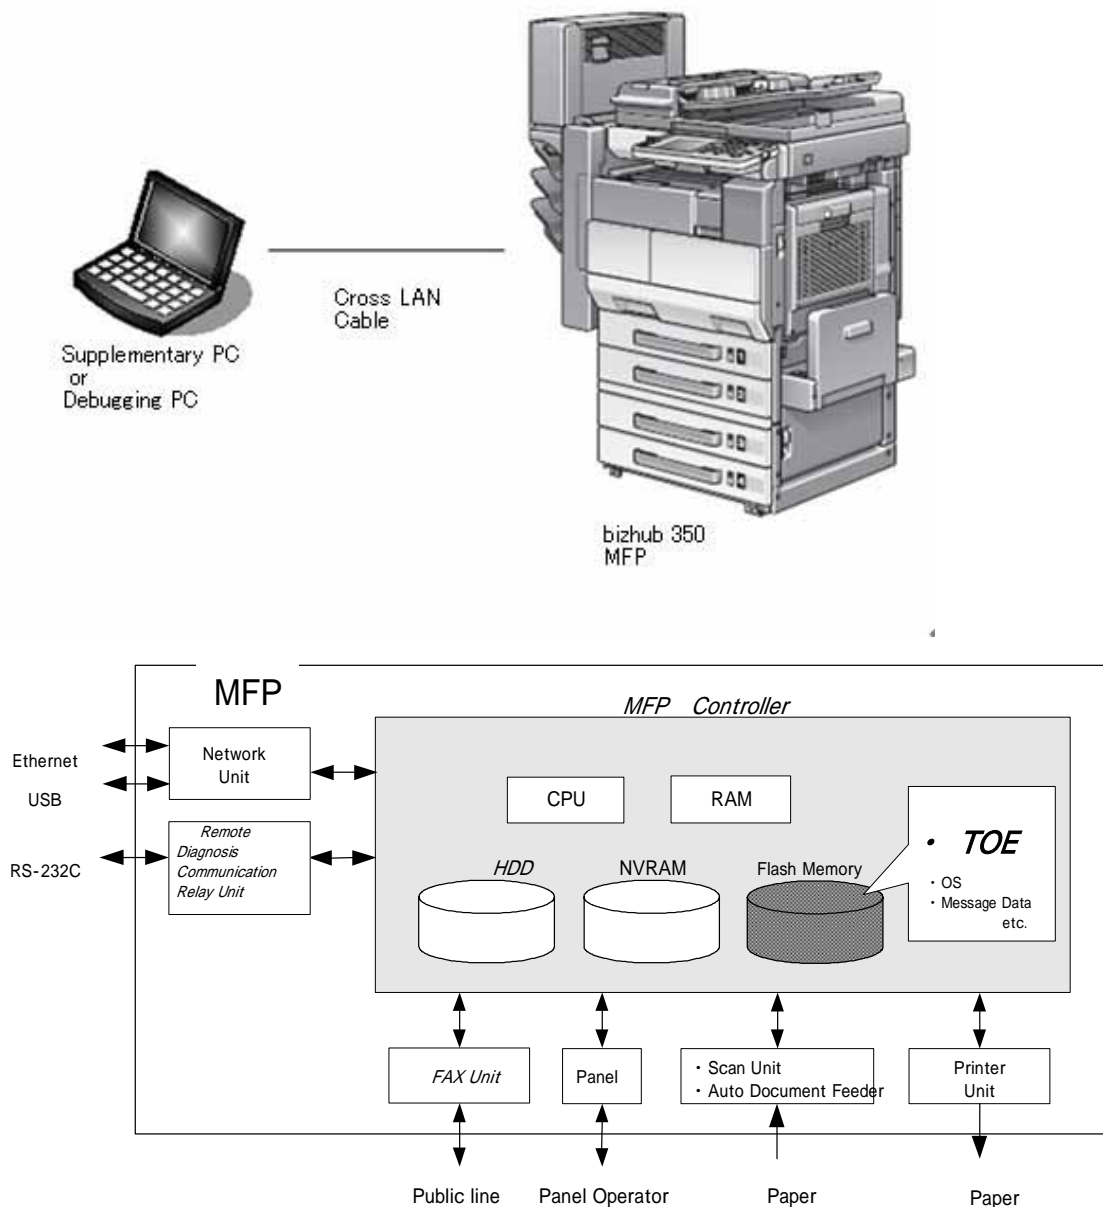 Cross LAN
Cable
Supplementary PC
or
Debugging PC
bizhub 350
MFP
MFP
MFP Controller
Ethernet
USB
RS-232C
Network
Unit
Remote
Diagnosis
Communication
Relay Unit
CPU
RAM
HDD
NVRAM
Flash Memory
・ TOE
・OS
・Message Data
etc.
FAX Unit
Panel
・Scan Unit
・Auto Document Feeder
Printer
Unit
Public line
Panel Operator
Paper
Paper